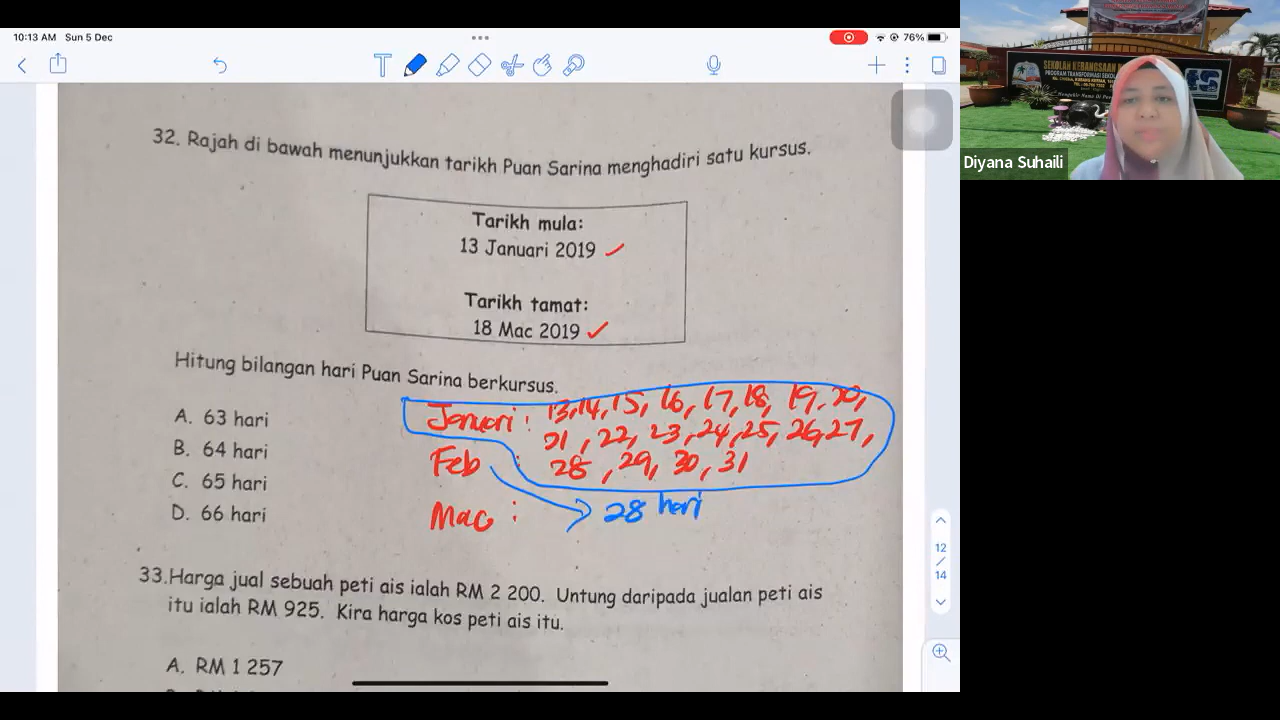 10:13 AM Sun 5 Dec
76%
32. Rajah di bawah menunjukkan tarikh Puan Sarina menghadiri satu kursus.
Tarikh mula:
13 Januari 2019
Tarikh tamat:
18 Mac 2019
Hitung bilangan hari Puan Sarina berkursus.
A. 63 hari
B. 64 hari
C. 65 hari
D. 66 hari
Januari : 13, 14, 15, 16, 17, 18, 19, 20,
21, 22, 23, 24, 25, 26, 27,
Feb : 28, 29, 30, 31
28 hari
Mac :
33. Harga jual sebuah peti ais ialah RM 2 200. Untung daripada jualan peti ais
itu ialah RM 925. Kira harga kos peti ais itu.
A. RM 1 257
12
/
14
SEKOLAH KEBANGSAAN
PROGRAM TRANSFORMASI
Diyana Suhaili